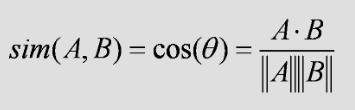 sim(A, B) = cos(θ) = A · B / ‖A‖‖B‖